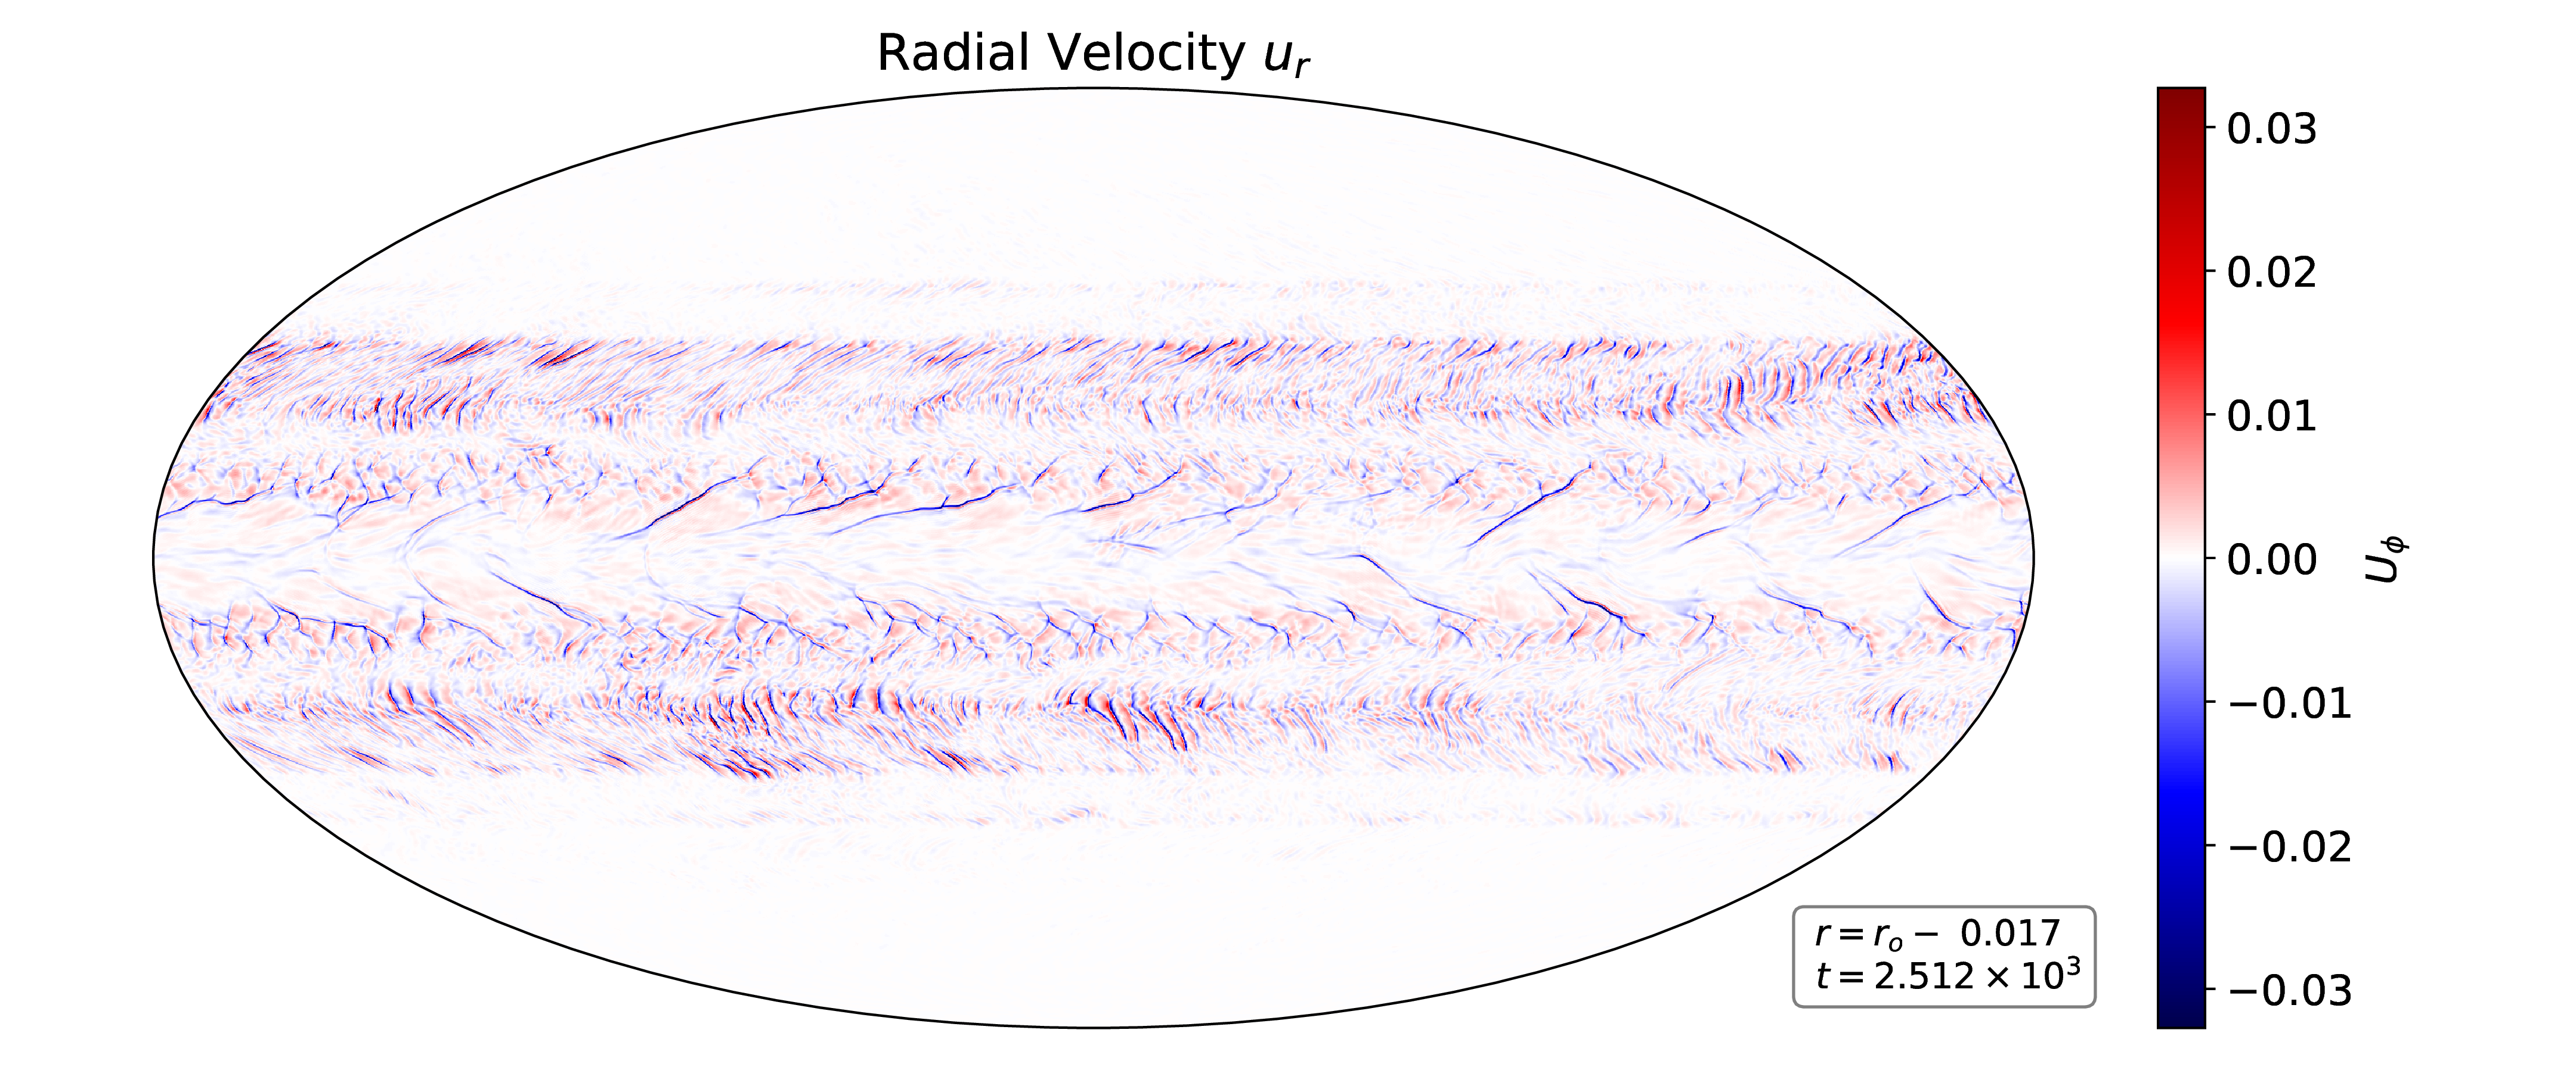 Radial Velocity u_r
0.03
0.02
0.01
0.00
−0.01
−0.02
−0.03
U_ϕ
r = r_o − 0.017
t = 2.512 × 10^3